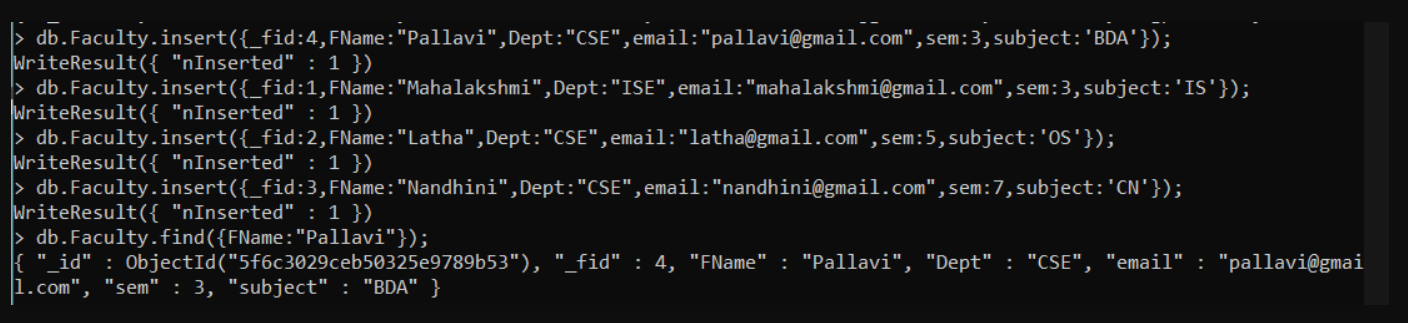 > db.Faculty.insert({_fid:4,FName:"Pallavi",Dept:"CSE",email:"pallavi@gmail.com",sem:3,subject:'BDA'});
WriteResult({ "nInserted" : 1 })
> db.Faculty.insert({_fid:1,FName:"Mahalakshmi",Dept:"ISE",email:"mahalakshmi@gmail.com",sem:3,subject:'IS'});
WriteResult({ "nInserted" : 1 })
> db.Faculty.insert({_fid:2,FName:"Latha",Dept:"CSE",email:"latha@gmail.com",sem:5,subject:'OS'});
WriteResult({ "nInserted" : 1 })
> db.Faculty.insert({_fid:3,FName:"Nandhini",Dept:"CSE",email:"nandhini@gmail.com",sem:7,subject:'CN'});
WriteResult({ "nInserted" : 1 })
> db.Faculty.find({FName:"Pallavi"});
{ "_id" : ObjectId("5f6c3029ceb50325e9789b53"), "_fid" : 4, "FName" : "Pallavi", "Dept" : "CSE", "email" : "pallavi@gmai
l.com", "sem" : 3, "subject" : "BDA" }